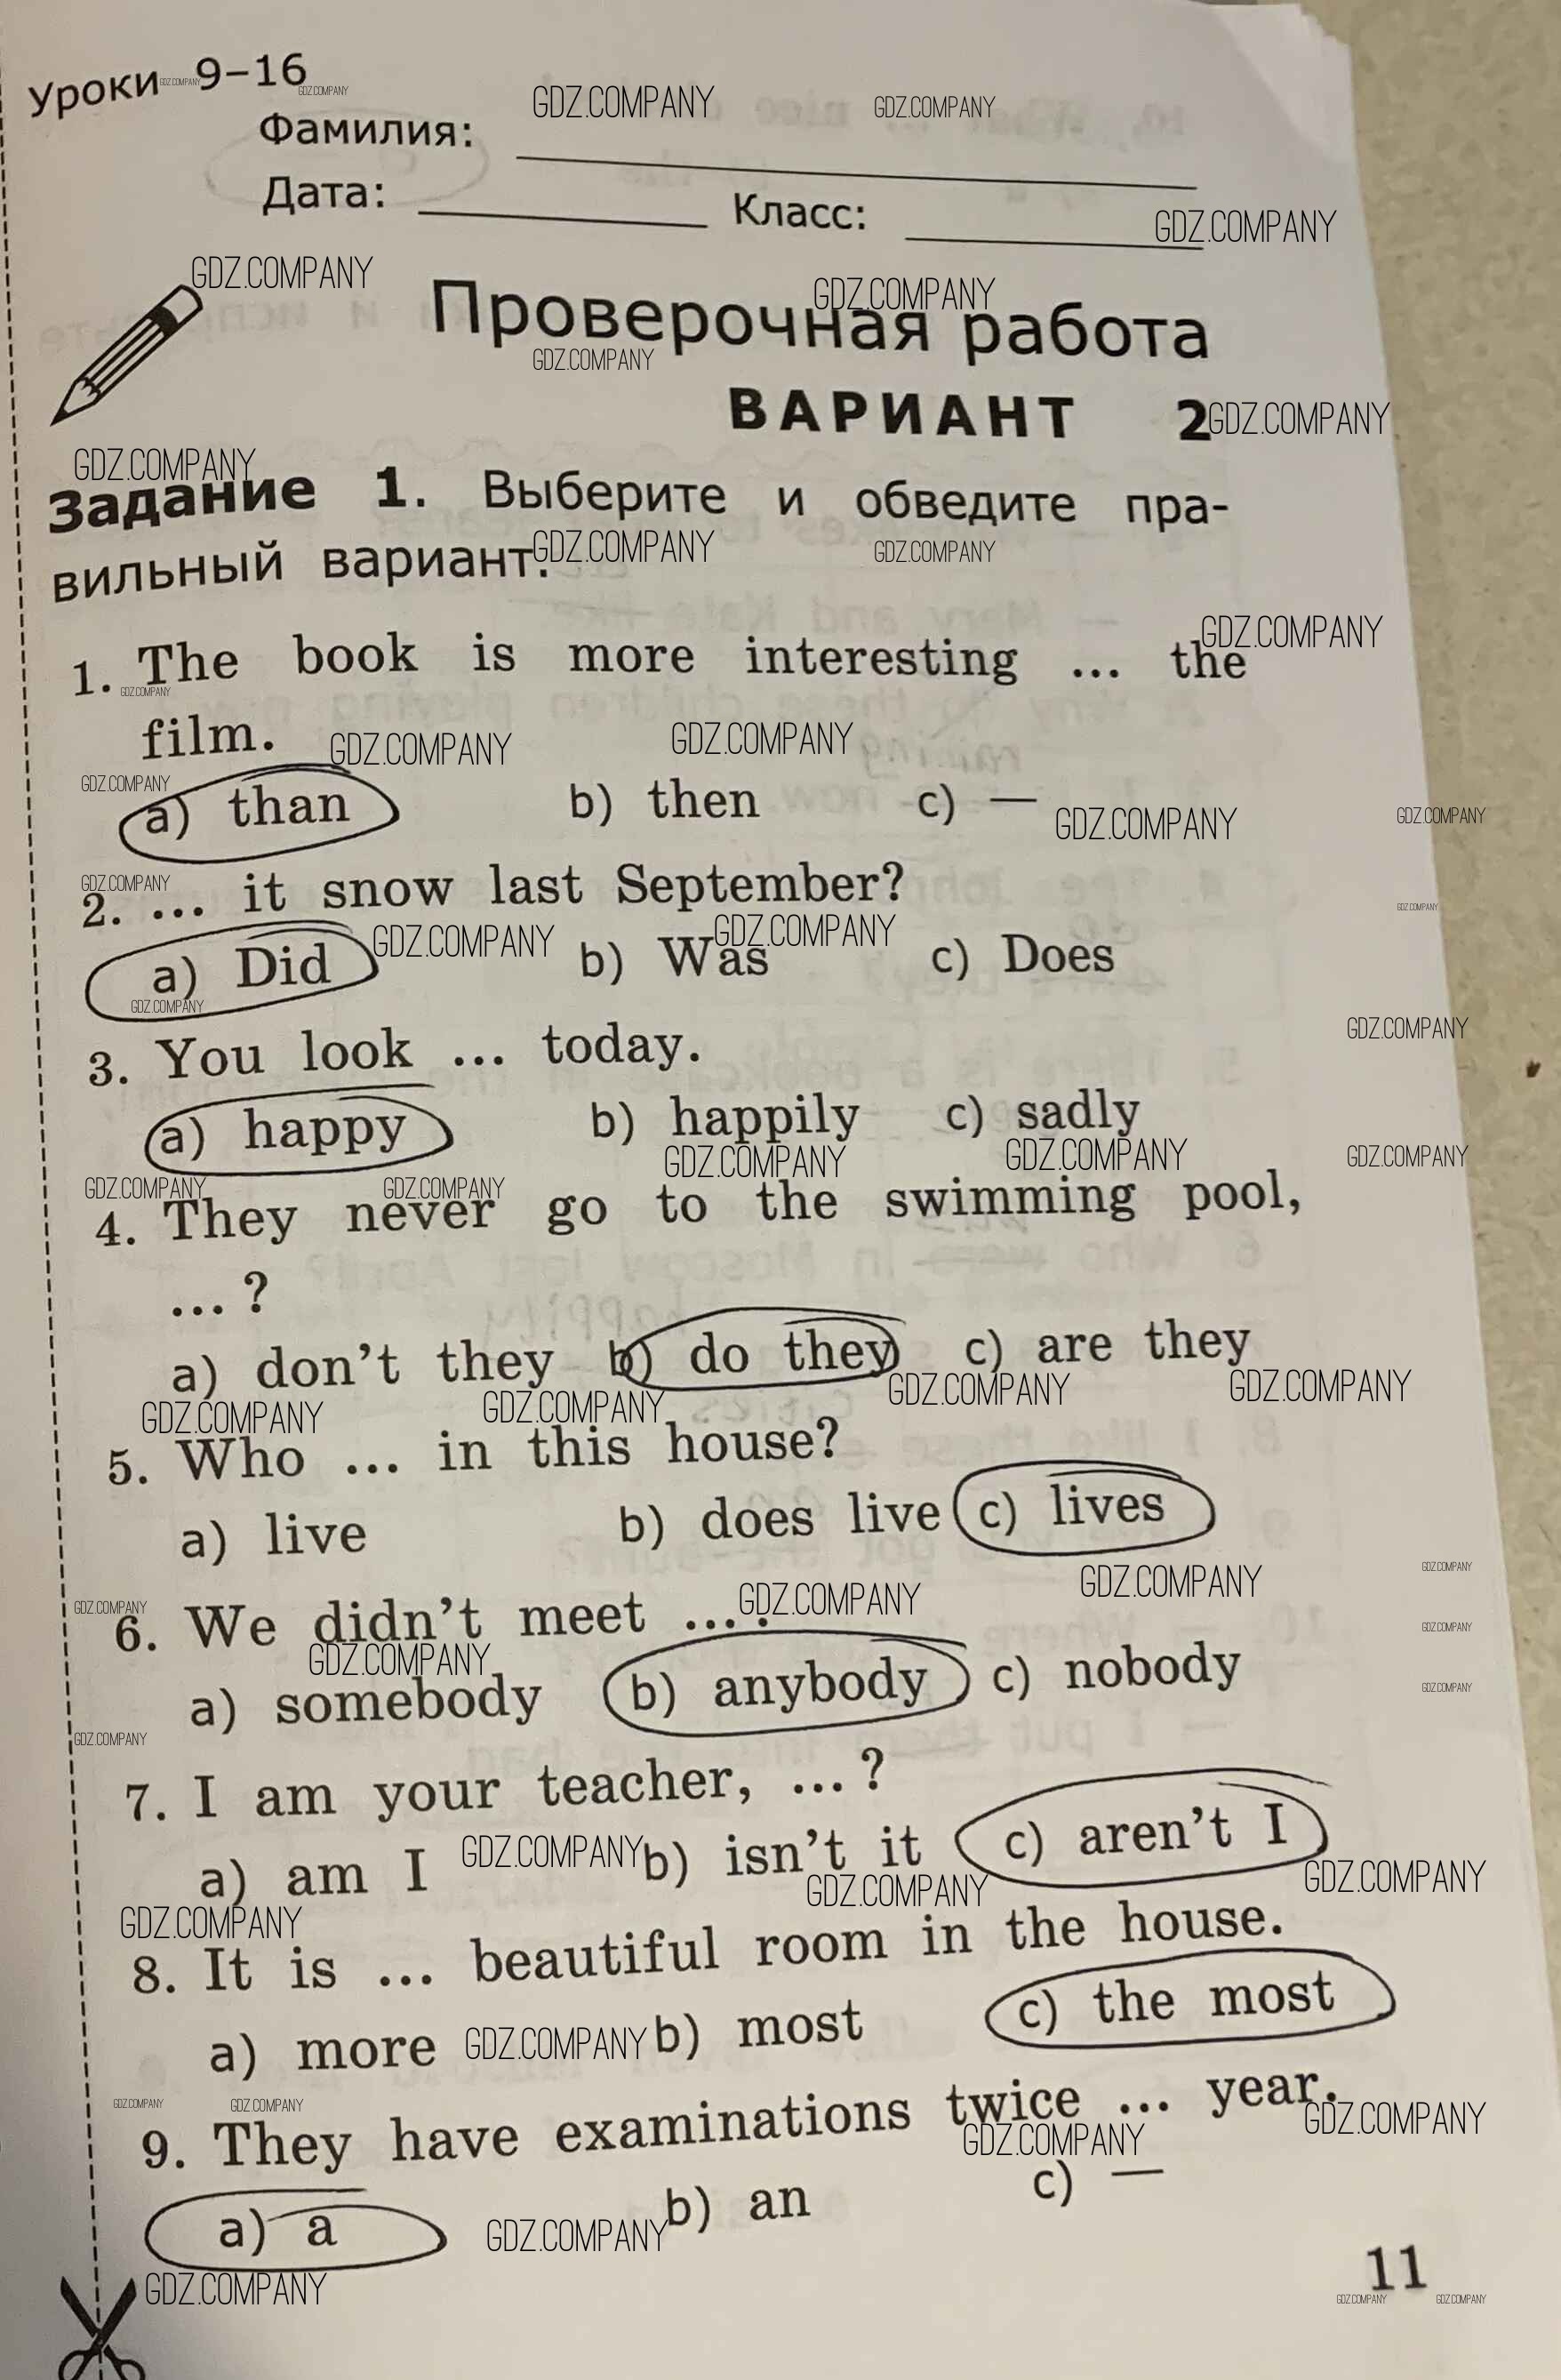 Уроки 9–16
Фамилия:
Дата: Класс:
Проверочная работа
ВАРИАНТ 2
Задание 1. Выберите и обведите пра-
вильный вариант.
1. The book is more interesting ... the
film.
a) than b) then c) —
2. ... it snow last September?
a) Did b) Was c) Does
3. You look ... today.
a) happy b) happily c) sadly
4. They never go to the swimming pool,
... ?
a) don't they b) do they c) are they
5. Who ... in this house?
a) live b) does live c) lives
6. We didn't meet ... .
a) somebody b) anybody c) nobody
7. I am your teacher, ... ?
a) am I b) isn't it c) aren't I
8. It is ... beautiful room in the house.
a) more b) most c) the most
9. They have examinations twice ... year.
a) a b) an c) —
11
GDZ.COMPANY